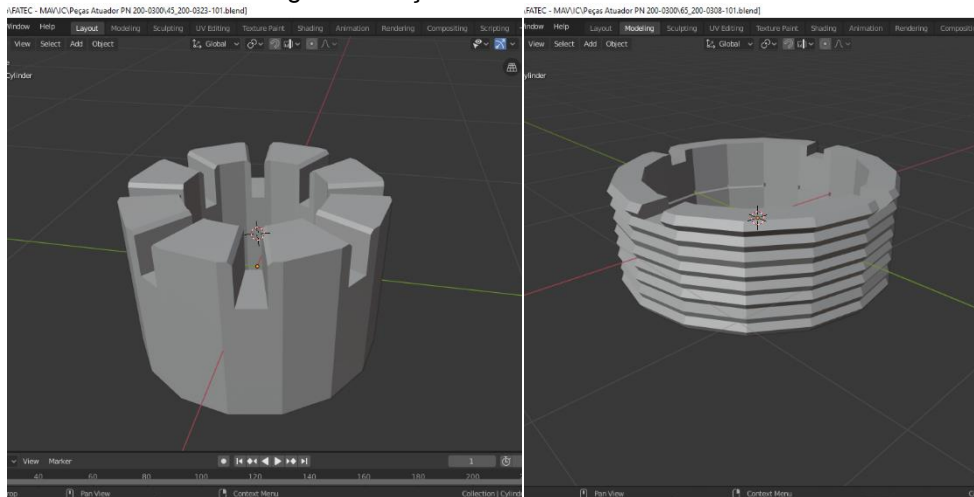 \FATEC - MAV\IC\Peças Atuador PN 200-0300\45_200-0323-101.blend]
Window Help Layout Modeling Sculpting UV Editing Texture Paint Shading Animation Rendering Compositing Scripting
View Select Add Object Global
Cylinder
View Marker
1
40 60 80 100 120 140 160 180 200
Pan View Context Menu Collection | Cylind
FATEC - MAV\IC\Peças Atuador PN 200-0300\65_200-0308-101.blend]
Window Help Layout Modeling Sculpting UV Editing Texture Paint Shading Animation Rendering Compositi
View Select Add Object Global
ylinder
Pan View Context Menu